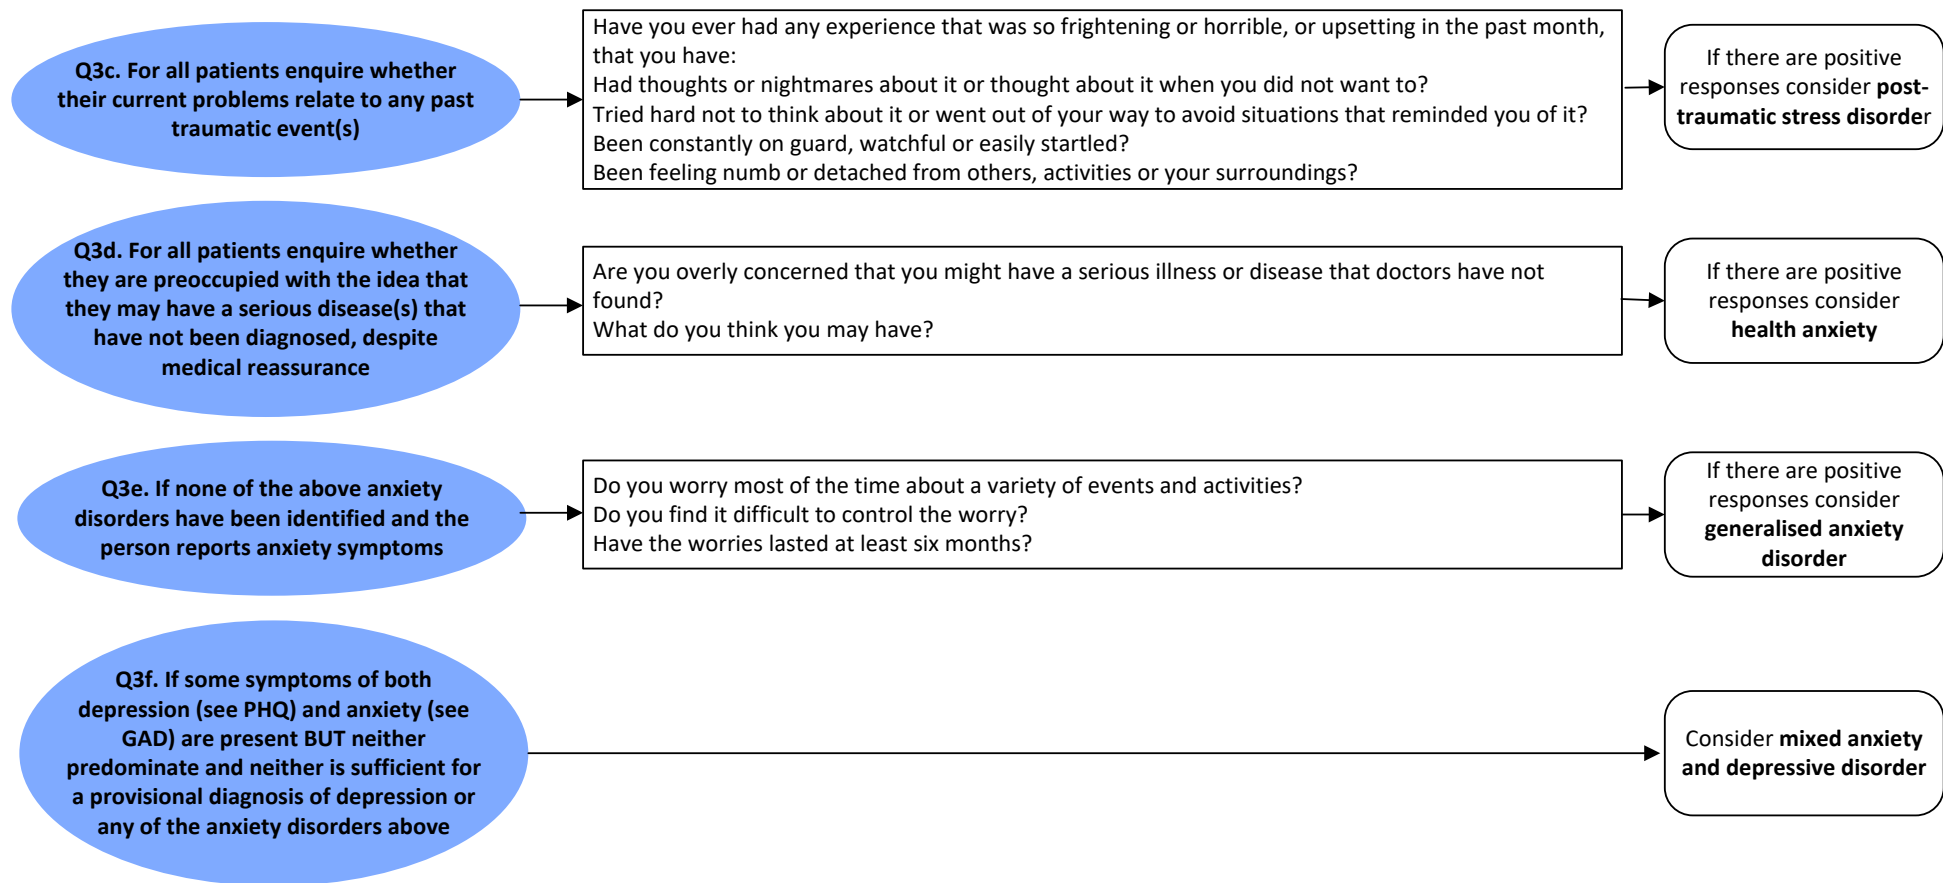 Q3c. For all patients enquire whether
their current problems relate to any past
traumatic event(s)
Have you ever had any experience that was so frightening or horrible, or upsetting in the past month,
that you have:
Had thoughts or nightmares about it or thought about it when you did not want to?
Tried hard not to think about it or went out of your way to avoid situations that reminded you of it?
Been constantly on guard, watchful or easily startled?
Been feeling numb or detached from others, activities or your surroundings?
If there are positive
responses consider post-
traumatic stress disorder
Q3d. For all patients enquire whether
they are preoccupied with the idea that
they may have a serious disease(s) that
have not been diagnosed, despite
medical reassurance
Are you overly concerned that you might have a serious illness or disease that doctors have not
found?
What do you think you may have?
If there are positive
responses consider
health anxiety
Q3e. If none of the above anxiety
disorders have been identified and the
person reports anxiety symptoms
Do you worry most of the time about a variety of events and activities?
Do you find it difficult to control the worry?
Have the worries lasted at least six months?
If there are positive
responses consider
generalised anxiety
disorder
Q3f. If some symptoms of both
depression (see PHQ) and anxiety (see
GAD) are present BUT neither
predominate and neither is sufficient for
a provisional diagnosis of depression or
any of the anxiety disorders above
Consider mixed anxiety
and depressive disorder